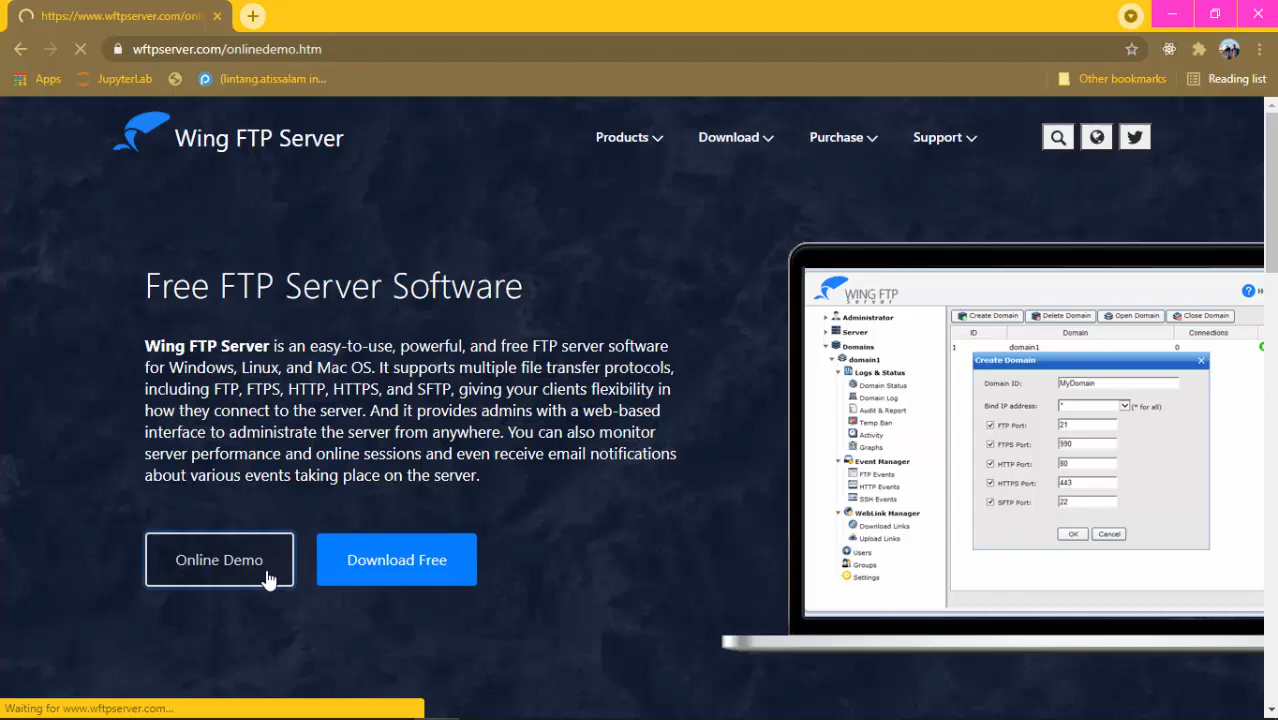 https://www.wftpserver.com/onl
wftpserver.com/onlinedemo.htm
Apps JupyterLab (lintang.atissalam in... Other bookmarks Reading list
Wing FTP Server Products Download Purchase Support
Free FTP Server Software
Wing FTP Server is an easy-to-use, powerful, and free FTP server software
for Windows, Linux, and Mac OS. It supports multiple file transfer protocols,
including FTP, FTPS, HTTP, HTTPS, and SFTP, giving your clients flexibility in
how they connect to the server. And it provides admins with a web-based
interface to administrate the server from anywhere. You can also monitor
server performance and online sessions and even receive email notifications
about various events taking place on the server.
Online Demo Download Free
WING FTP
Server
Administrator
Server
Domains
domain1
Logs & Status
Domain Status
Domain Log
Audit & Report
Temp Ban
Activity
Graphs
Event Manager
FTP Events
HTTP Events
SSH Events
WebLink Manager
Download Links
Upload Links
Users
Groups
Settings
Create Domain Delete Domain Open Domain Close Domain
ID Domain Connections
1 domain1 0
Create Domain
Domain ID: MyDomain
Bind IP address: * (* for all)
FTP Port: 21
FTPS Port: 990
HTTP Port: 80
HTTPS Port: 443
SFTP Port: 22
OK Cancel
Waiting for www.wftpserver.com...